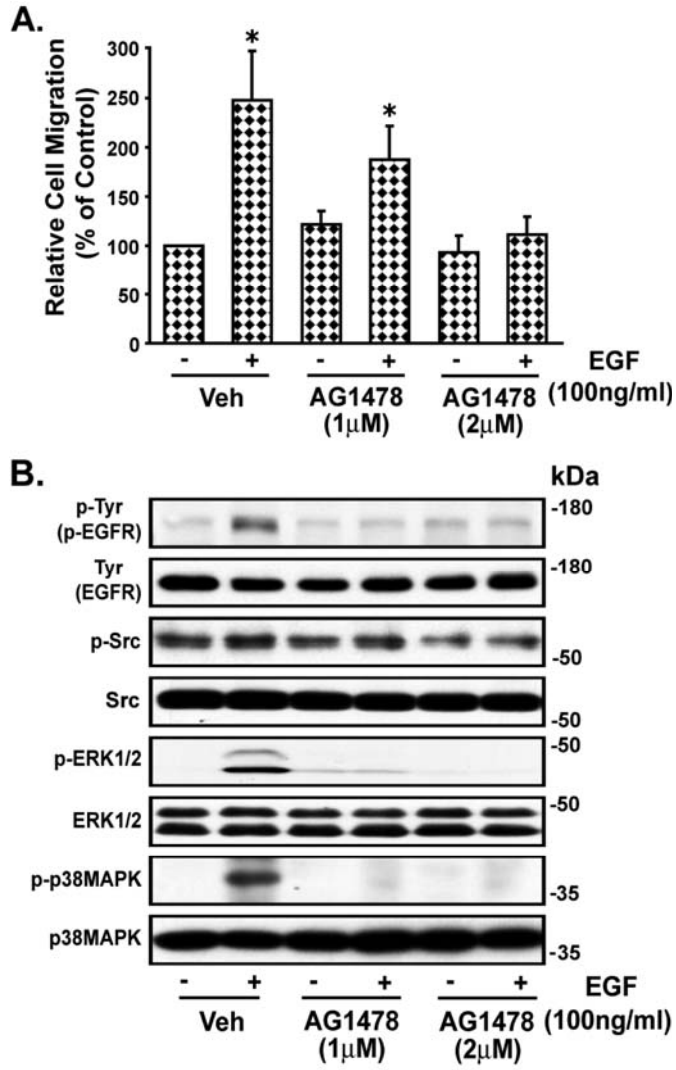 A.
300
250
200
150
100
50
0
Relative Cell Migration
(% of Control)
*
*
- + - + - + EGF
Veh AG1478 AG1478 (100ng/ml)
(1μM) (2μM)
B.
kDa
p-Tyr
(p-EGFR)
-180
Tyr
(EGFR)
-180
p-Src
-50
Src
-50
p-ERK1/2
-50
ERK1/2
-50
p-p38MAPK
-35
p38MAPK
-35
- + - + - + EGF
Veh AG1478 AG1478 (100ng/ml)
(1μM) (2μM)